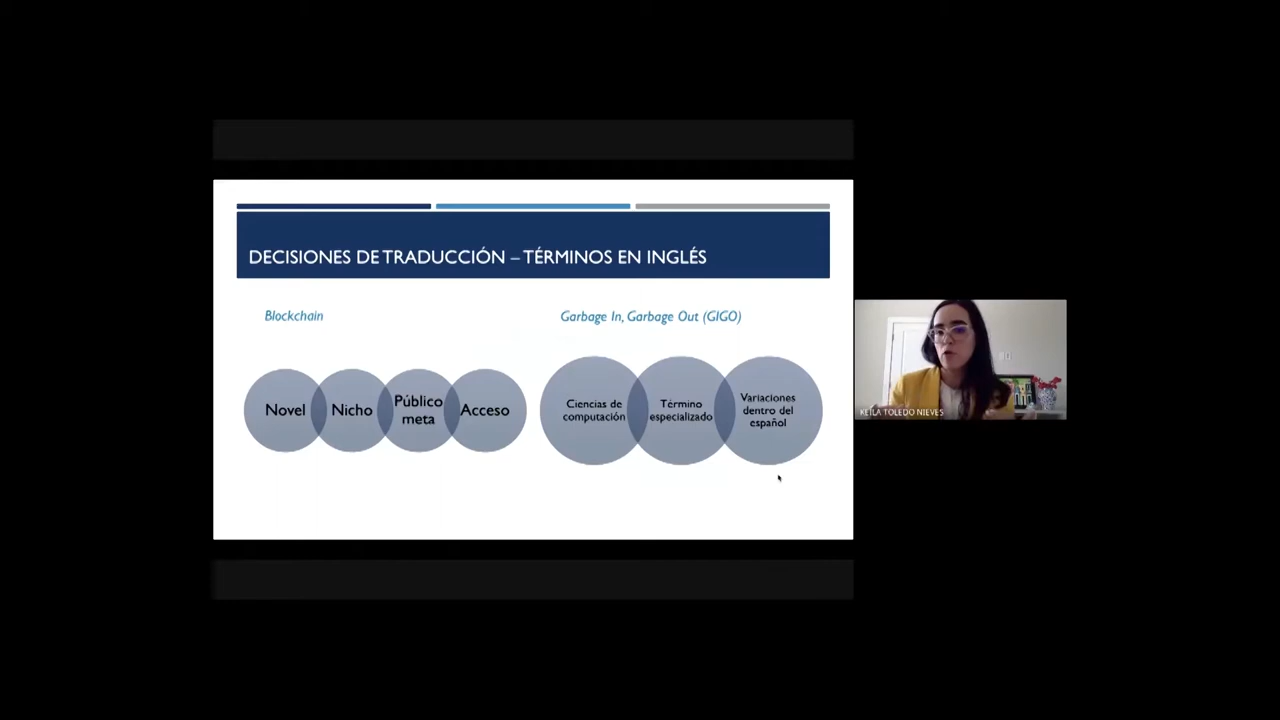 DECISIONES DE TRADUCCIÓN – TÉRMINOS EN INGLÉS
Blockchain
Novel
Nicho
Público
meta
Acceso
Garbage In, Garbage Out (GIGO)
Ciencias de
computación
Término
especializado
Variaciones
dentro del
español
KEILA TOLEDO NIEVES